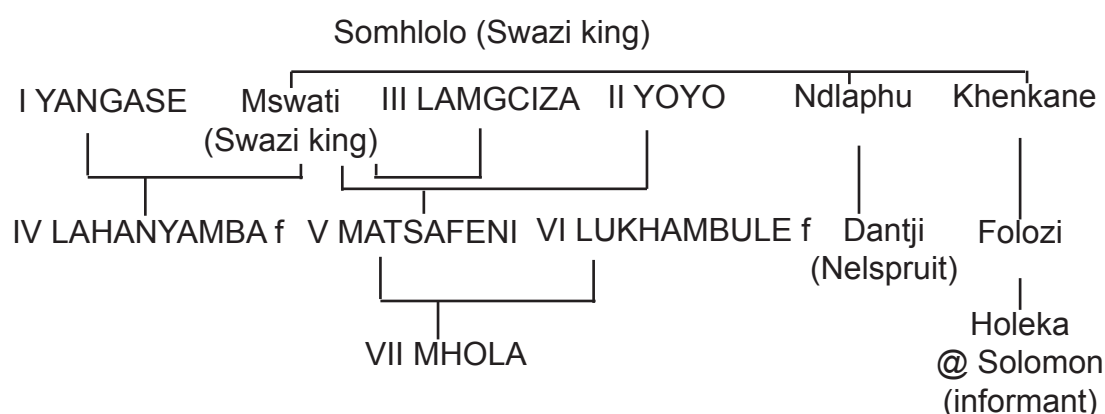 Somhlolo (Swazi king)
I YANGASE Mswati III LAMGCIZA II YOYO Ndlaphu Khenkane
(Swazi king)
IV LAHANYAMBA f V MATSAFENI VI LUKHAMBULE f Dantji Folozi
(Nelspruit)
VII MHOLA Holeka
@ Solomon
(informant)